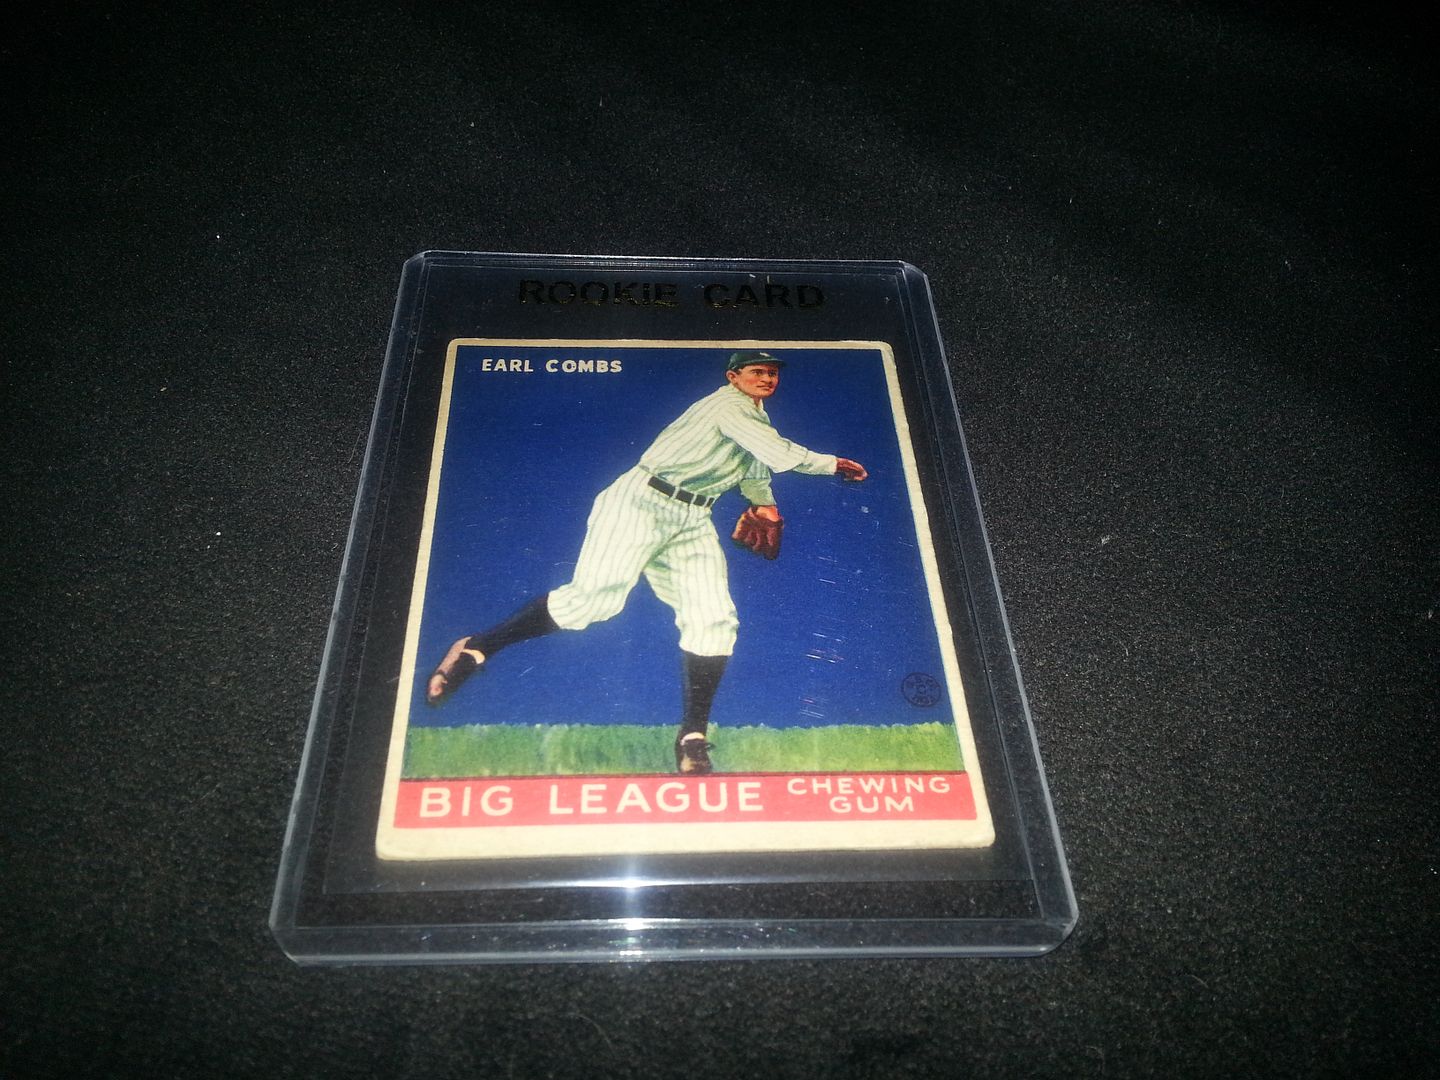 ROOKIE CARD
EARL COMBS
BIG LEAGUE CHEWING
GUM